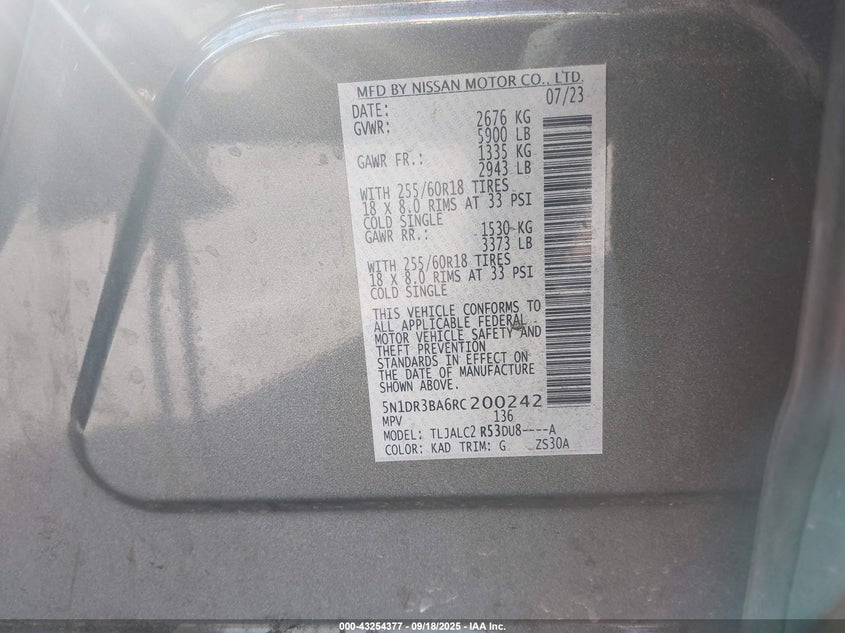 MFD BY NISSAN MOTOR CO., LTD.
DATE: 07/23
GVWR: 2676 KG
5900 LB
GAWR FR.: 1335 KG
2943 LB
WITH 255/60R18 TIRES
18 X 8.0 RIMS AT 33 PSI
COLD SINGLE
GAWR RR.: 1530 KG
3373 LB
WITH 255/60R18 TIRES
18 X 8.0 RIMS AT 33 PSI
COLD SINGLE
THIS VEHICLE CONFORMS TO
ALL APPLICABLE FEDERAL
MOTOR VEHICLE SAFETY AND
THEFT PREVENTION
STANDARDS IN EFFECT ON
THE DATE OF MANUFACTURE
SHOWN ABOVE.
5N1DR3BA6RC200242
MPV 136
MODEL: TLJALC2 R53DU8----A
COLOR: KAD TRIM: G ZS30A
000-43254377 - 09/18/2025 - IAA Inc.